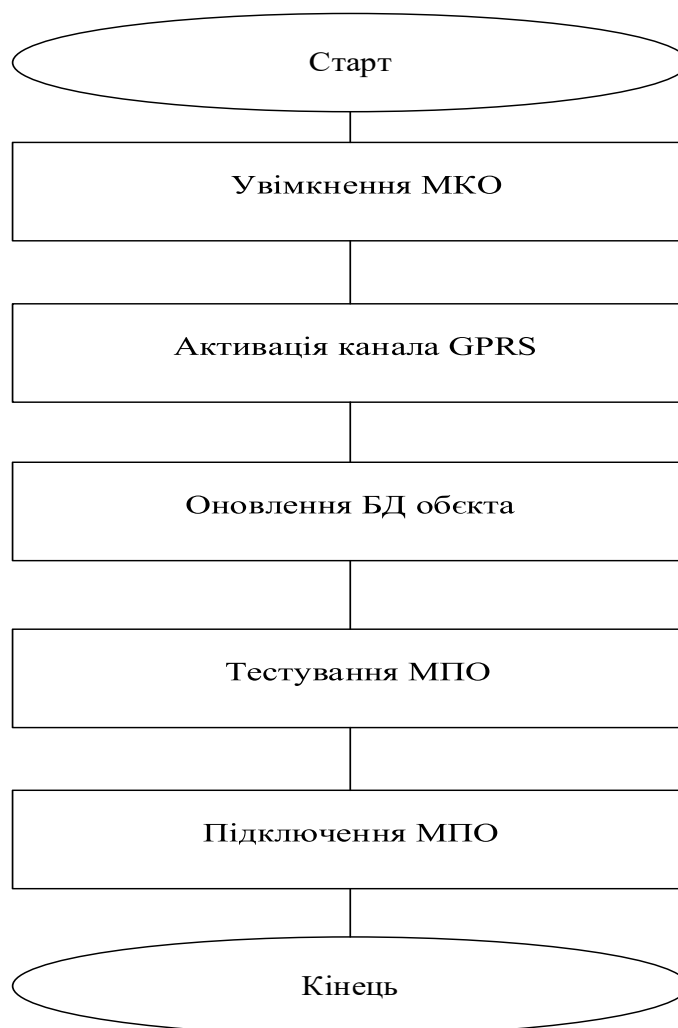 Старт
Увімкнення МКО
Активація канала GPRS
Оновлення БД обєкта
Тестування МПО
Підключення МПО
Кінець